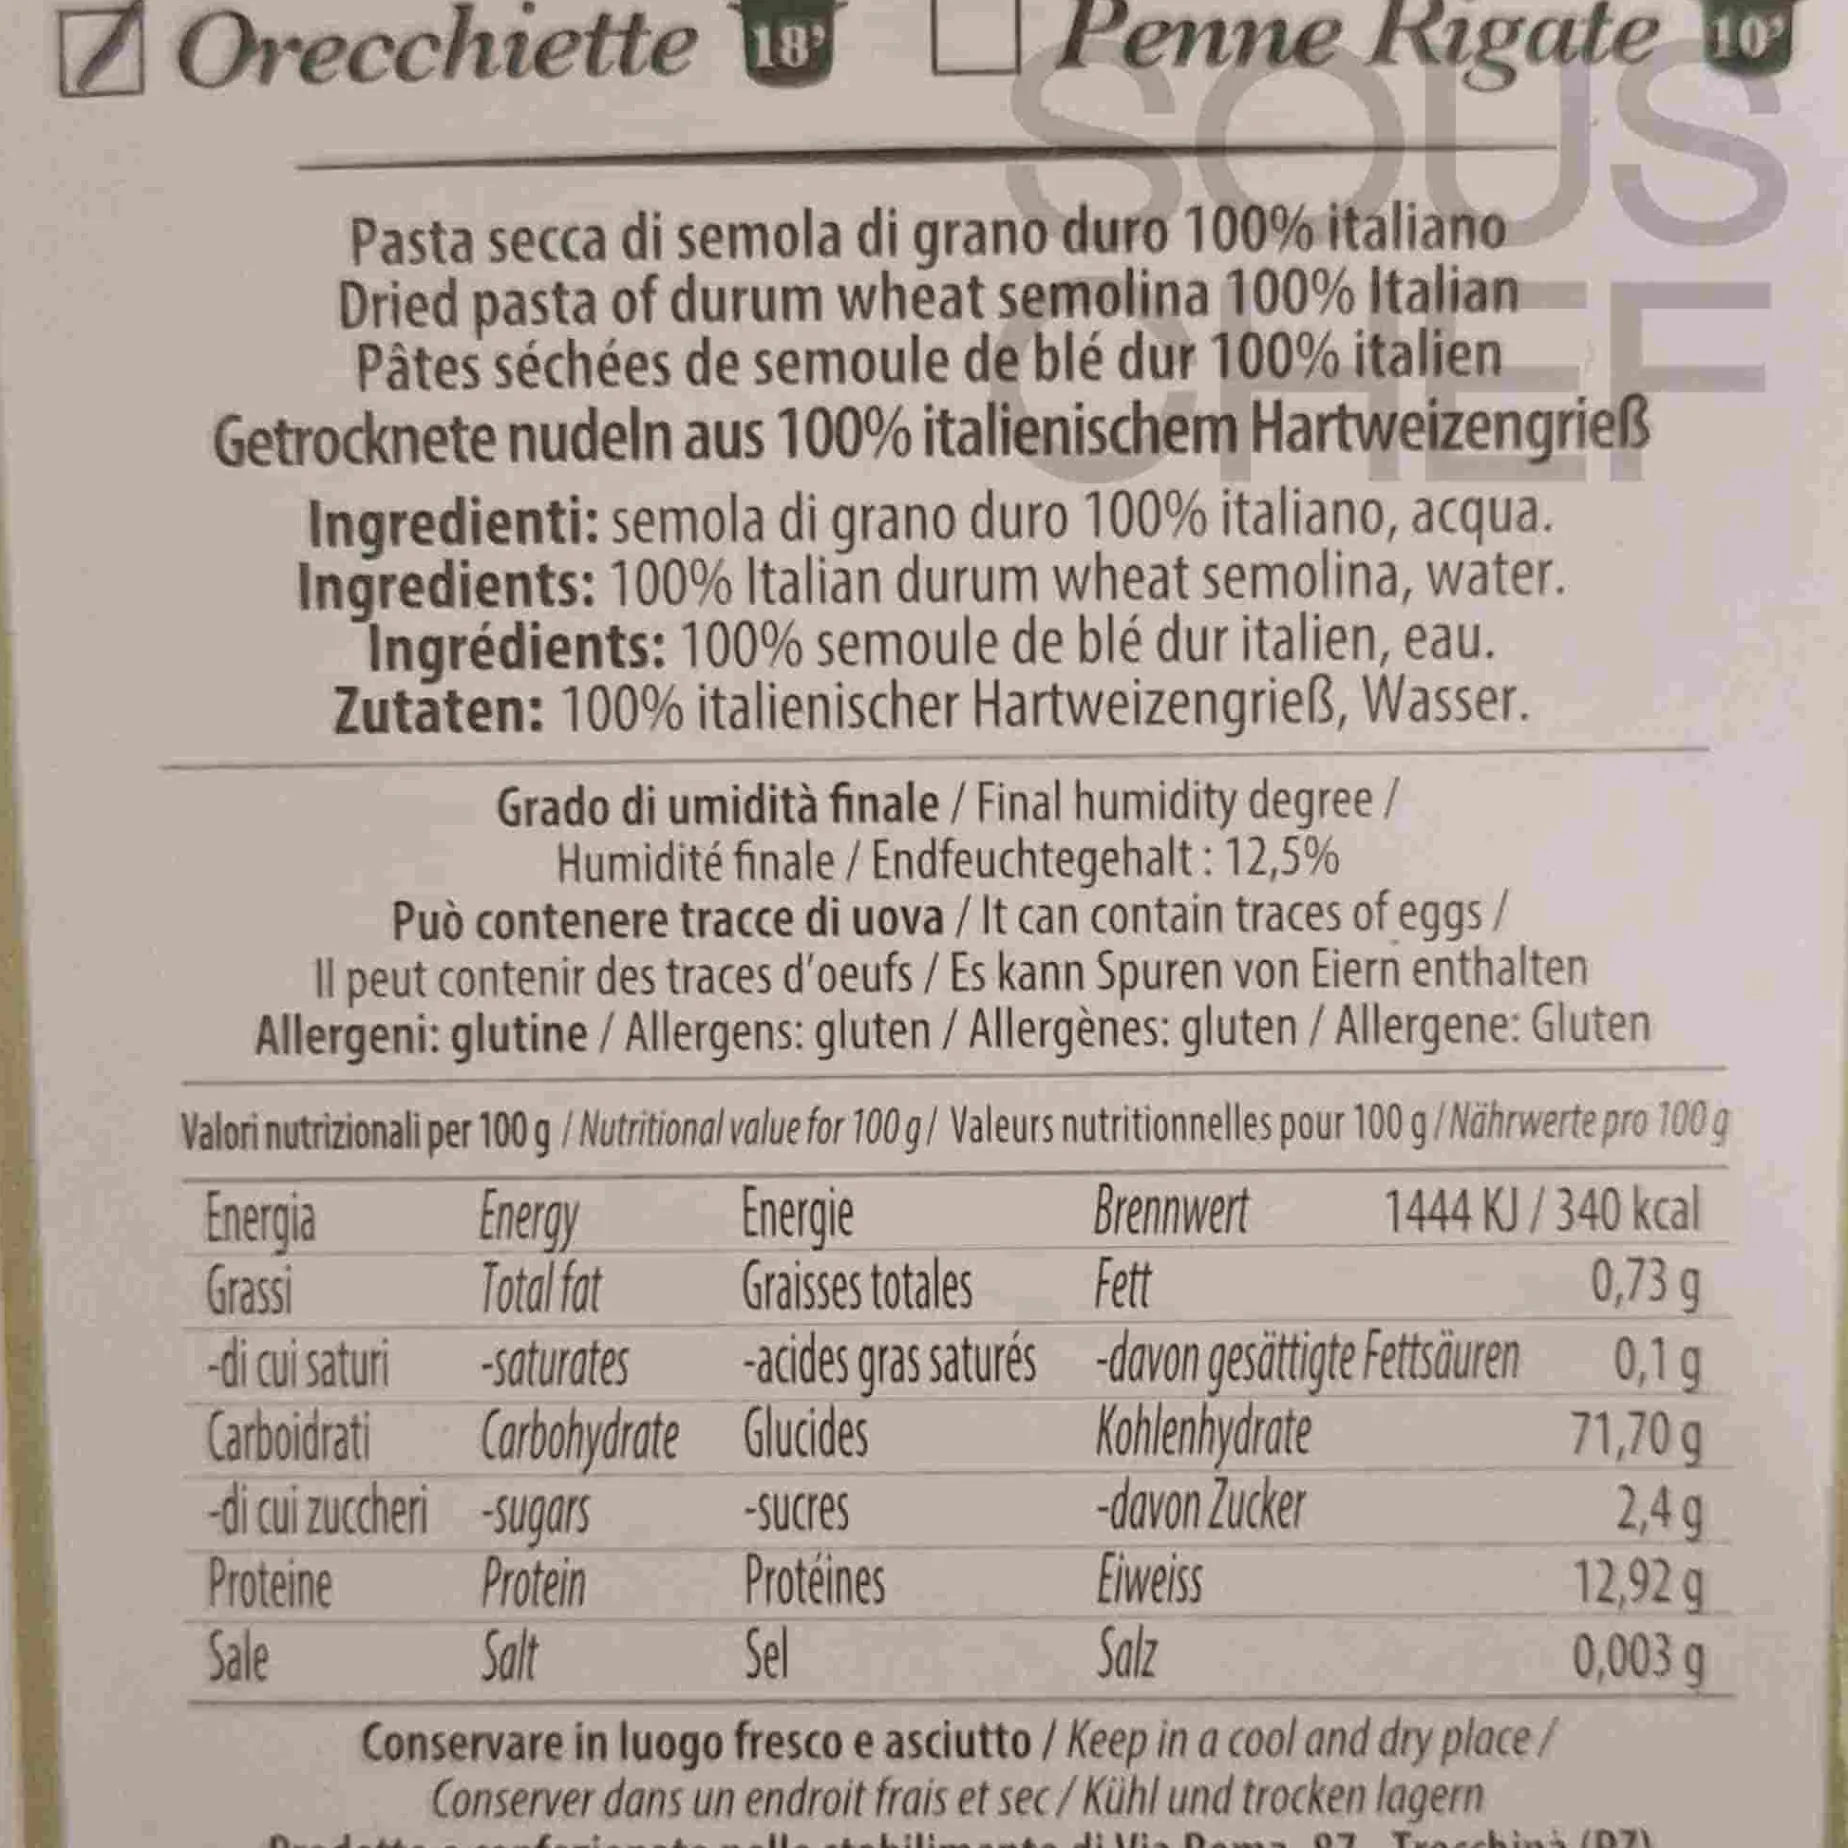 Orecchiette 18'
Penne Rigate 10'
SOUS
CHEF
Pasta secca di semola di grano duro 100% italiano
Dried pasta of durum wheat semolina 100% Italian
Pâtes séchées de semoule de blé dur 100% italien
Getrocknete nudeln aus 100% italienischem Hartweizengrieß
Ingredienti: semola di grano duro 100% italiano, acqua.
Ingredients: 100% Italian durum wheat semolina, water.
Ingrédients: 100% semoule de blé dur italien, eau.
Zutaten: 100% italienischer Hartweizengrieß, Wasser.
Grado di umidità finale / Final humidity degree /
Humidité finale / Endfeuchtegehalt : 12,5%
Può contenere tracce di uova / It can contain traces of eggs /
Il peut contenir des traces d'oeufs / Es kann Spuren von Eiern enthalten
Allergeni: glutine / Allergens: gluten / Allergènes: gluten / Allergene: Gluten
Valori nutrizionali per 100 g / Nutritional value for 100 g / Valeurs nutritionnelles pour 100 g / Nährwerte pro 100 g
Energia Energy Energie Brennwert 1444 KJ / 340 kcal
Grassi Total fat Graisses totales Fett 0,73 g
-di cui saturi -saturates -acides gras saturés -davon gesättigte Fettsäuren 0,1 g
Carboidrati Carbohydrate Glucides Kohlenhydrate 71,70 g
-di cui zuccheri -sugars -sucres -davon Zucker 2,4 g
Proteine Protein Protéines Eiweiss 12,92 g
Sale Salt Sel Salz 0,003 g
Conservare in luogo fresco e asciutto / Keep in a cool and dry place /
Conserver dans un endroit frais et sec / Kühl und trocken lagern